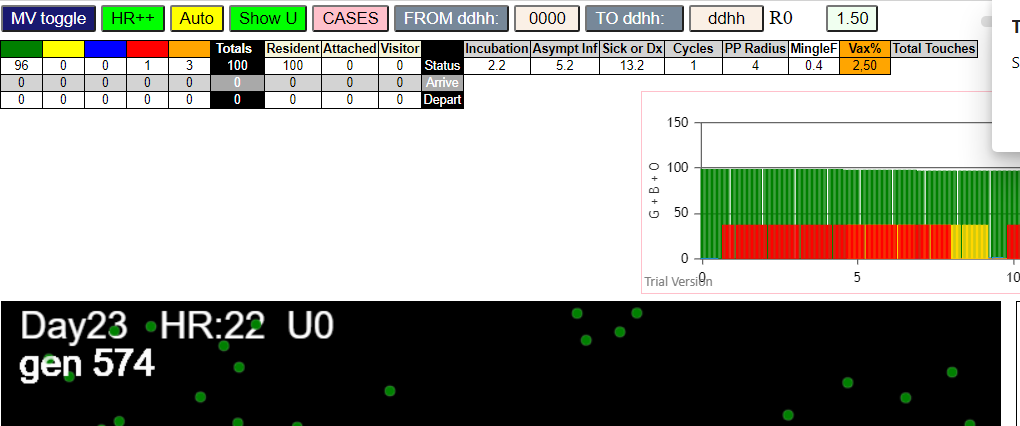 MV toggle HR++ Auto Show U CASES FROM ddhh: 0000 TO ddhh: ddhh R0 1.50
Totals Resident Attached Visitor Incubation Asympt Inf Sick or Dx Cycles PP Radius MingleF Vax% Total Touches
96 0 0 1 3 100 100 0 0 Status 2.2 5.2 13.2 1 4 0.4 2,50
0 0 0 0 0 0 0 0 0 Arrive
0 0 0 0 0 0 0 0 0 Depart
150
100
50
0
G + B + O
0 5 10
Trial Version
Day23 HR:22 U0
gen 574